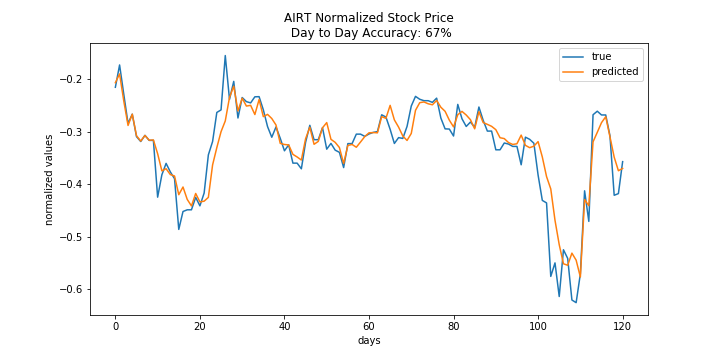 AIRT Normalized Stock Price
Day to Day Accuracy: 67%
true
predicted
normalized values
−0.2
−0.3
−0.4
−0.5
−0.6
0
20
40
60
80
100
120
days